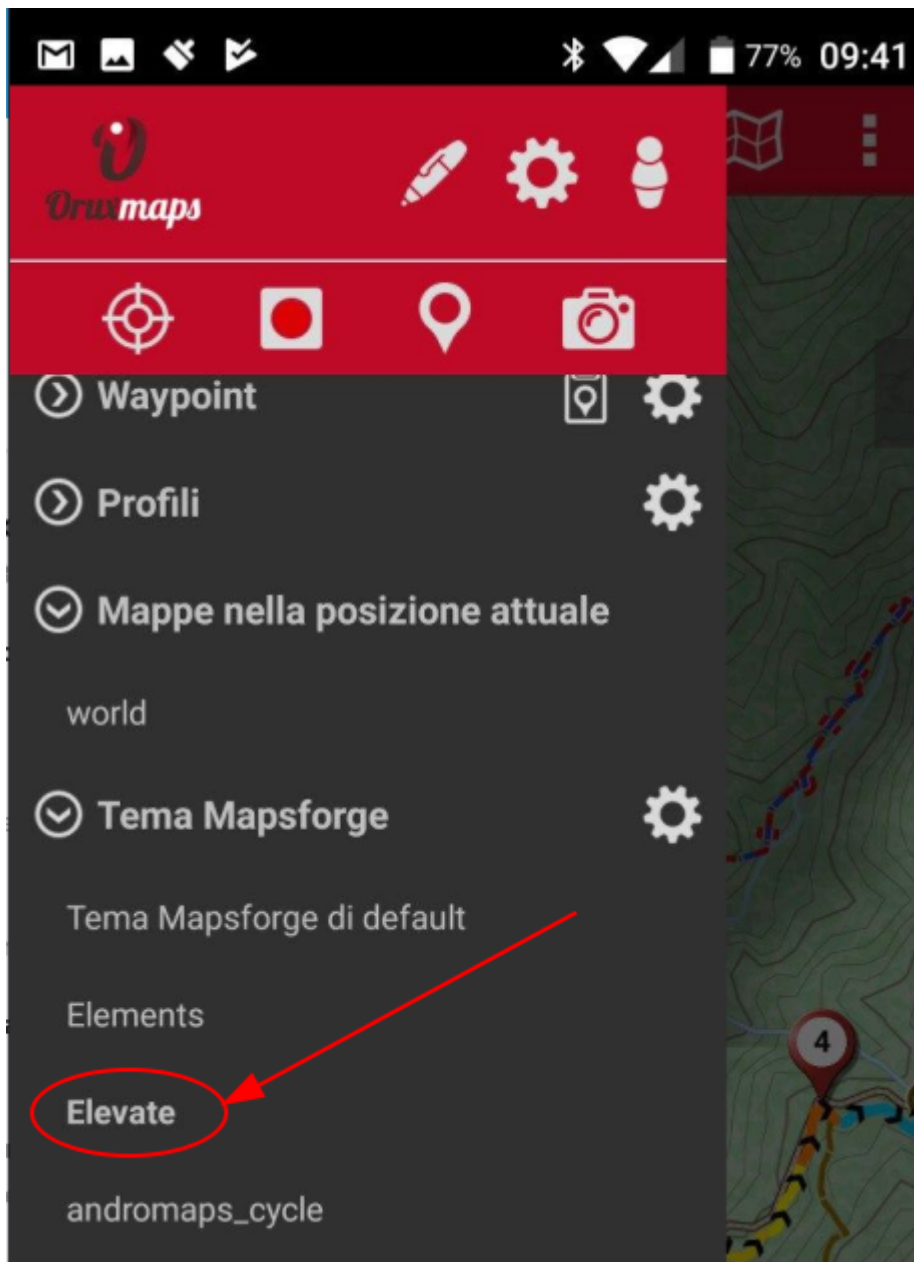 77% 09:41
Oruxmaps
Waypoint
Profili
Mappe nella posizione attuale
world
Tema Mapsforge
Tema Mapsforge di default
Elements
Elevate
4
andromaps_cycle